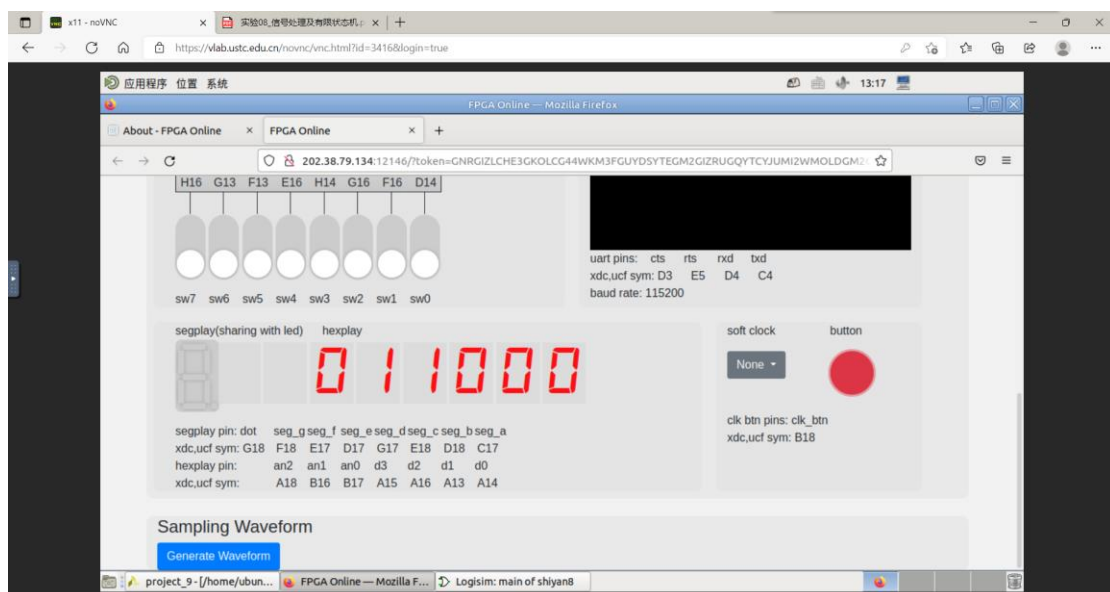 x11 - noVNC
实验08_信号处理及有限状态机.
https://vlab.ustc.edu.cn/novnc/vnc.html?id=3416&login=true
应用程序 位置 系统 13:17
FPGA Online — Mozilla Firefox
About - FPGA Online
FPGA Online
H16 G13 F13 E16 H14 G16 F16 D14
sw7 sw6 sw5 sw4 sw3 sw2 sw1 sw0
uart pins: cts rts rxd txd
xdc,ucf sym: D3 E5 D4 C4
baud rate: 115200
segplay(sharing with led) hexplay
011000
segplay pin: dot seg_g seg_f seg_e seg_d seg_c seg_b seg_a
xdc,ucf sym: G18 F18 E17 D17 G17 E18 D18 C17
hexplay pin: an2 an1 an0 d3 d2 d1 d0
xdc,ucf sym: A18 B16 B17 A15 A16 A13 A14
soft clock button
None
clk btn pins: clk_btn
xdc,ucf sym: B18
Sampling Waveform
Generate Waveform
project_9 - [/home/ubun...
FPGA Online — Mozilla F...
Logisim: main of shiyan8